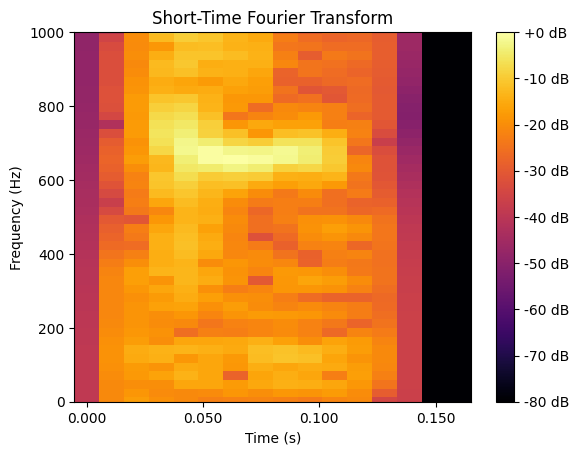 Short-Time Fourier Transform
1000
800
600
400
200
0
Frequency (Hz)
0.000
0.050
0.100
0.150
Time (s)
+0 dB
-10 dB
-20 dB
-30 dB
-40 dB
-50 dB
-60 dB
-70 dB
-80 dB